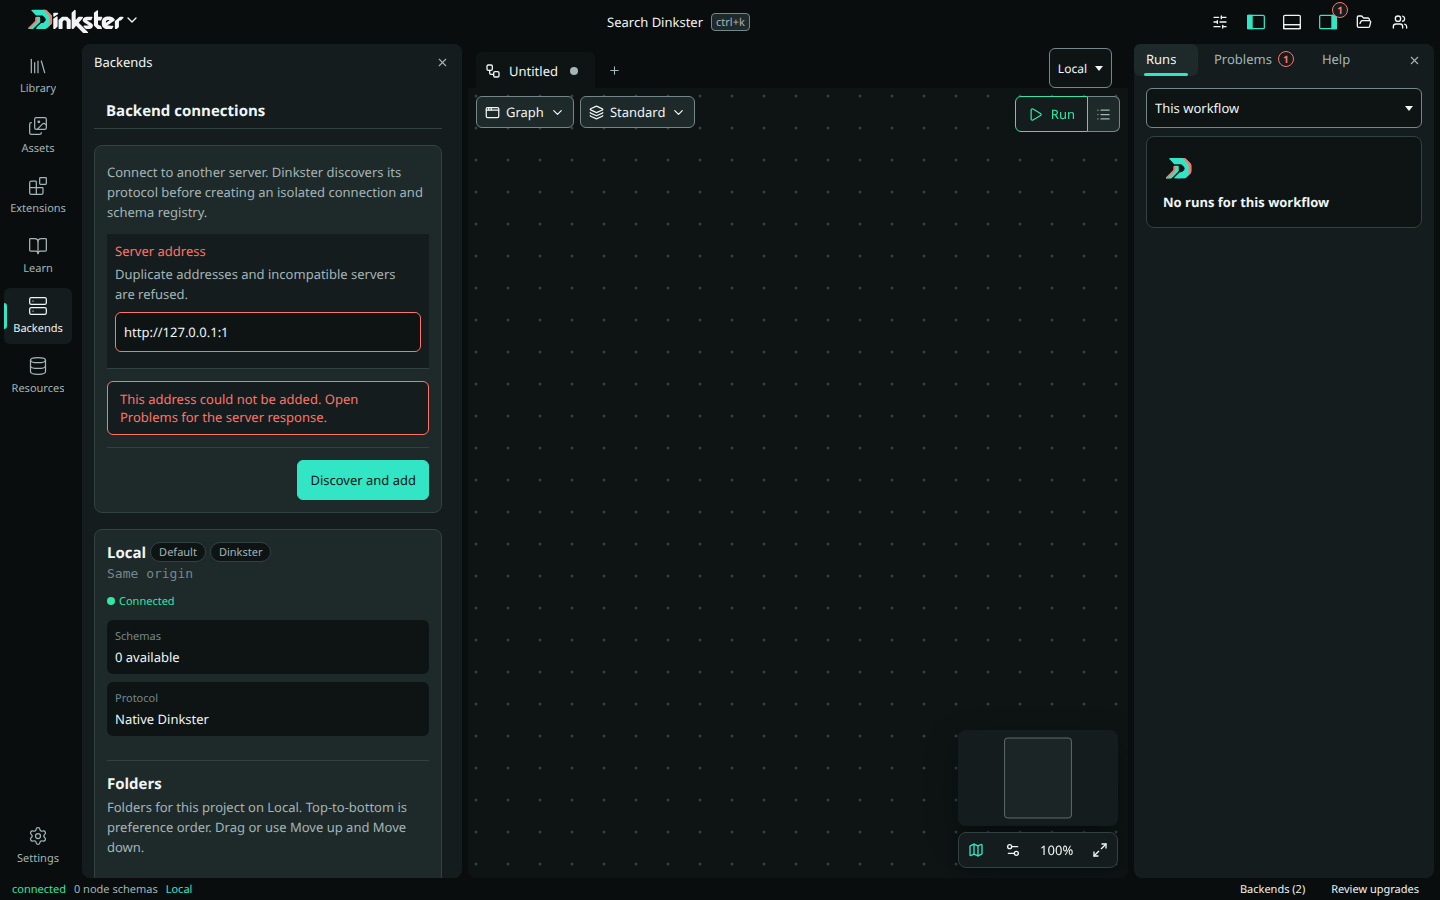 Dinkster
Search Dinkster ctrl+k
1
Library
Assets
Extensions
Learn
Backends
Resources
Settings
Backends
Backend connections
Connect to another server. Dinkster discovers its
protocol before creating an isolated connection and
schema registry.
Server address
Duplicate addresses and incompatible servers
are refused.
http://127.0.0.1:1
This address could not be added. Open
Problems for the server response.
Discover and add
Local Default Dinkster
Same origin
Connected
Schemas
0 available
Protocol
Native Dinkster
Folders
Folders for this project on Local. Top-to-bottom is
preference order. Drag or use Move up and Move
down.
Untitled
Local
Graph Standard
Run
100%
Runs Problems 1 Help
This workflow
No runs for this workflow
connected 0 node schemas Local
Backends (2) Review upgrades